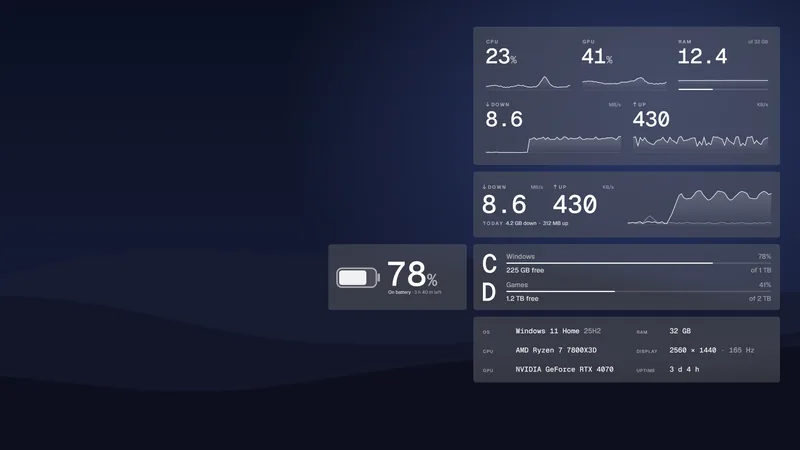 CPU GPU RAM of 32 GB
23% 41% 12.4
↓ DOWN MB/s ↑ UP KB/s
8.6 430
↓ DOWN MB/s ↑ UP KB/s
8.6 430
TODAY 4.2 GB down · 312 MB up
78%
On battery · 3 h 40 m left
C Windows 78%
225 GB free of 1 TB
D Games 41%
1.2 TB free of 2 TB
OS Windows 11 Home 25H2 RAM 32 GB
CPU AMD Ryzen 7 7800X3D DISPLAY 2560 × 1440 · 165 Hz
GPU NVIDIA GeForce RTX 4070 UPTIME 3 d 4 h